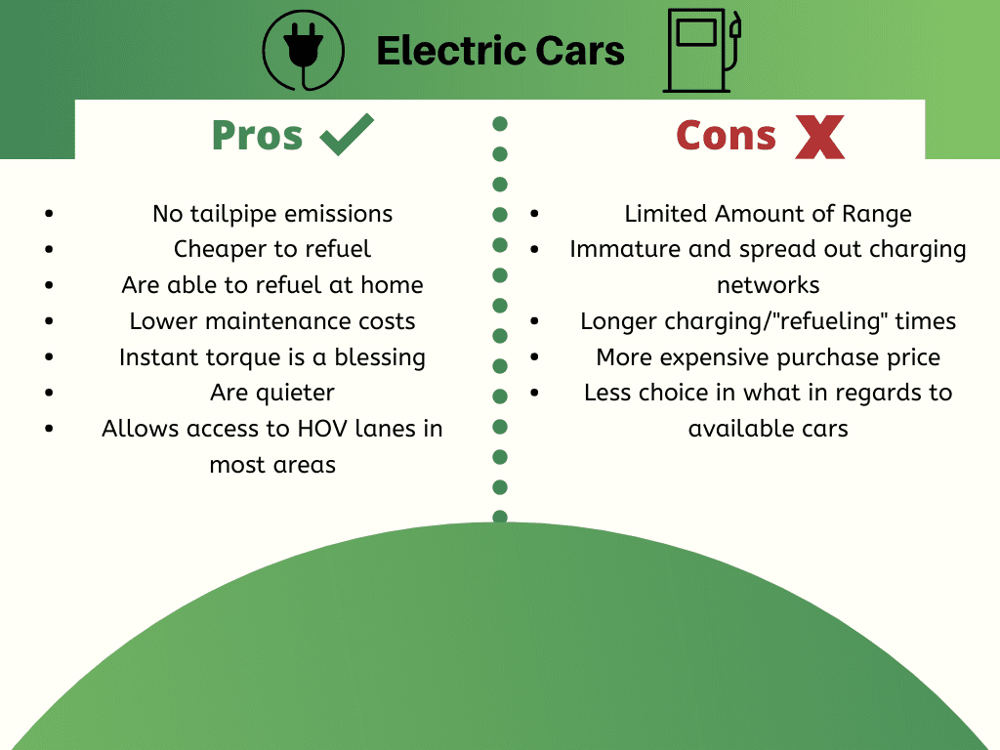 Electric Cars
Pros
No tailpipe emissions
Cheaper to refuel
Are able to refuel at home
Lower maintenance costs
Instant torque is a blessing
Are quieter
Allows access to HOV lanes in
most areas
Cons
Limited Amount of Range
Immature and spread out charging
networks
Longer charging/"refueling" times
More expensive purchase price
Less choice in what in regards to
available cars